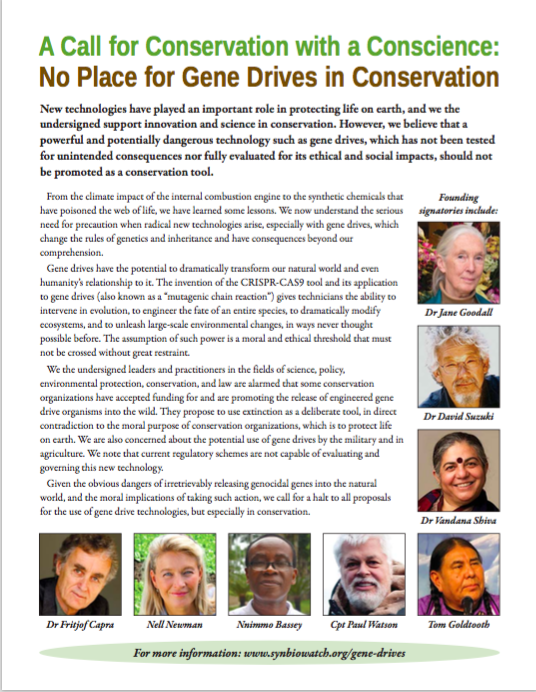 A Call for Conservation with a Conscience:
No Place for Gene Drives in Conservation
New technologies have played an important role in protecting life on earth, and we the
undersigned support innovation and science in conservation. However, we believe that a
powerful and potentially dangerous technology such as gene drives, which has not been tested
for unintended consequences nor fully evaluated for its ethical and social impacts, should not
be promoted as a conservation tool.
From the climate impact of the internal combustion engine to the synthetic chemicals that
have poisoned the web of life, we have learned some lessons. We now understand the serious
need for precaution when radical new technologies arise, especially with gene drives, which
change the rules of genetics and inheritance and have consequences beyond our
comprehension.
Gene drives have the potential to dramatically transform our natural world and even
humanity's relationship to it. The invention of the CRISPR-CAS9 tool and its application
to gene drives (also known as a "mutagenic chain reaction") gives technicians the ability to
intervene in evolution, to engineer the fate of an entire species, to dramatically modify
ecosystems, and to unleash large-scale environmental changes, in ways never thought
possible before. The assumption of such power is a moral and ethical threshold that must
not be crossed without great restraint.
We the undersigned leaders and practitioners in the fields of science, policy,
environmental protection, conservation, and law are alarmed that some conservation
organizations have accepted funding for and are promoting the release of engineered gene
drive organisms into the wild. They propose to use extinction as a deliberate tool, in direct
contradiction to the moral purpose of conservation organizations, which is to protect life
on earth. We are also concerned about the potential use of gene drives by the military and in
agriculture. We note that current regulatory schemes are not capable of evaluating and
governing this new technology.
Given the obvious dangers of irretrievably releasing genocidal genes into the natural
world, and the moral implications of taking such action, we call for a halt to all proposals
for the use of gene drive technologies, but especially in conservation.
Founding
signatories include:
Dr Jane Goodall
Dr David Suzuki
Dr Vandana Shiva
Dr Fritjof Capra
Nell Newman
Nnimmo Bassey
Cpt Paul Watson
Tom Goldtooth
For more information: www.synbiowatch.org/gene-drives